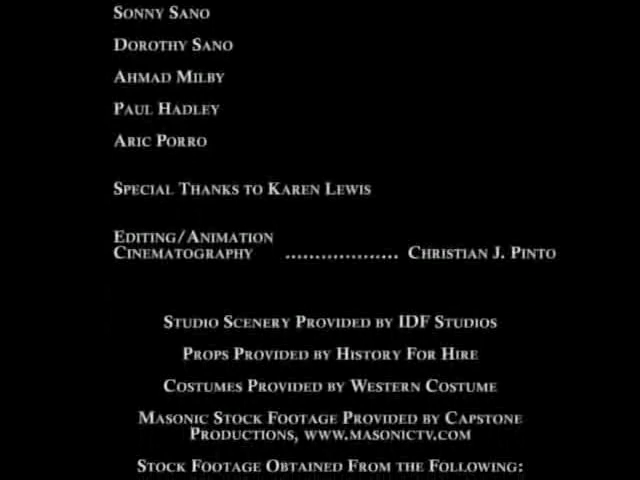 Sonny Sano
Dorothy Sano
Ahmad Milby
Paul Hadley
Aric Porro
Special Thanks to Karen Lewis
Editing/Animation
Cinematography ................... Christian J. Pinto
Studio Scenery Provided by IDF Studios
Props Provided by History For Hire
Costumes Provided by Western Costume
Masonic Stock Footage Provided by Capstone
Productions, www.masonictv.com
Stock Footage Obtained From the Following: